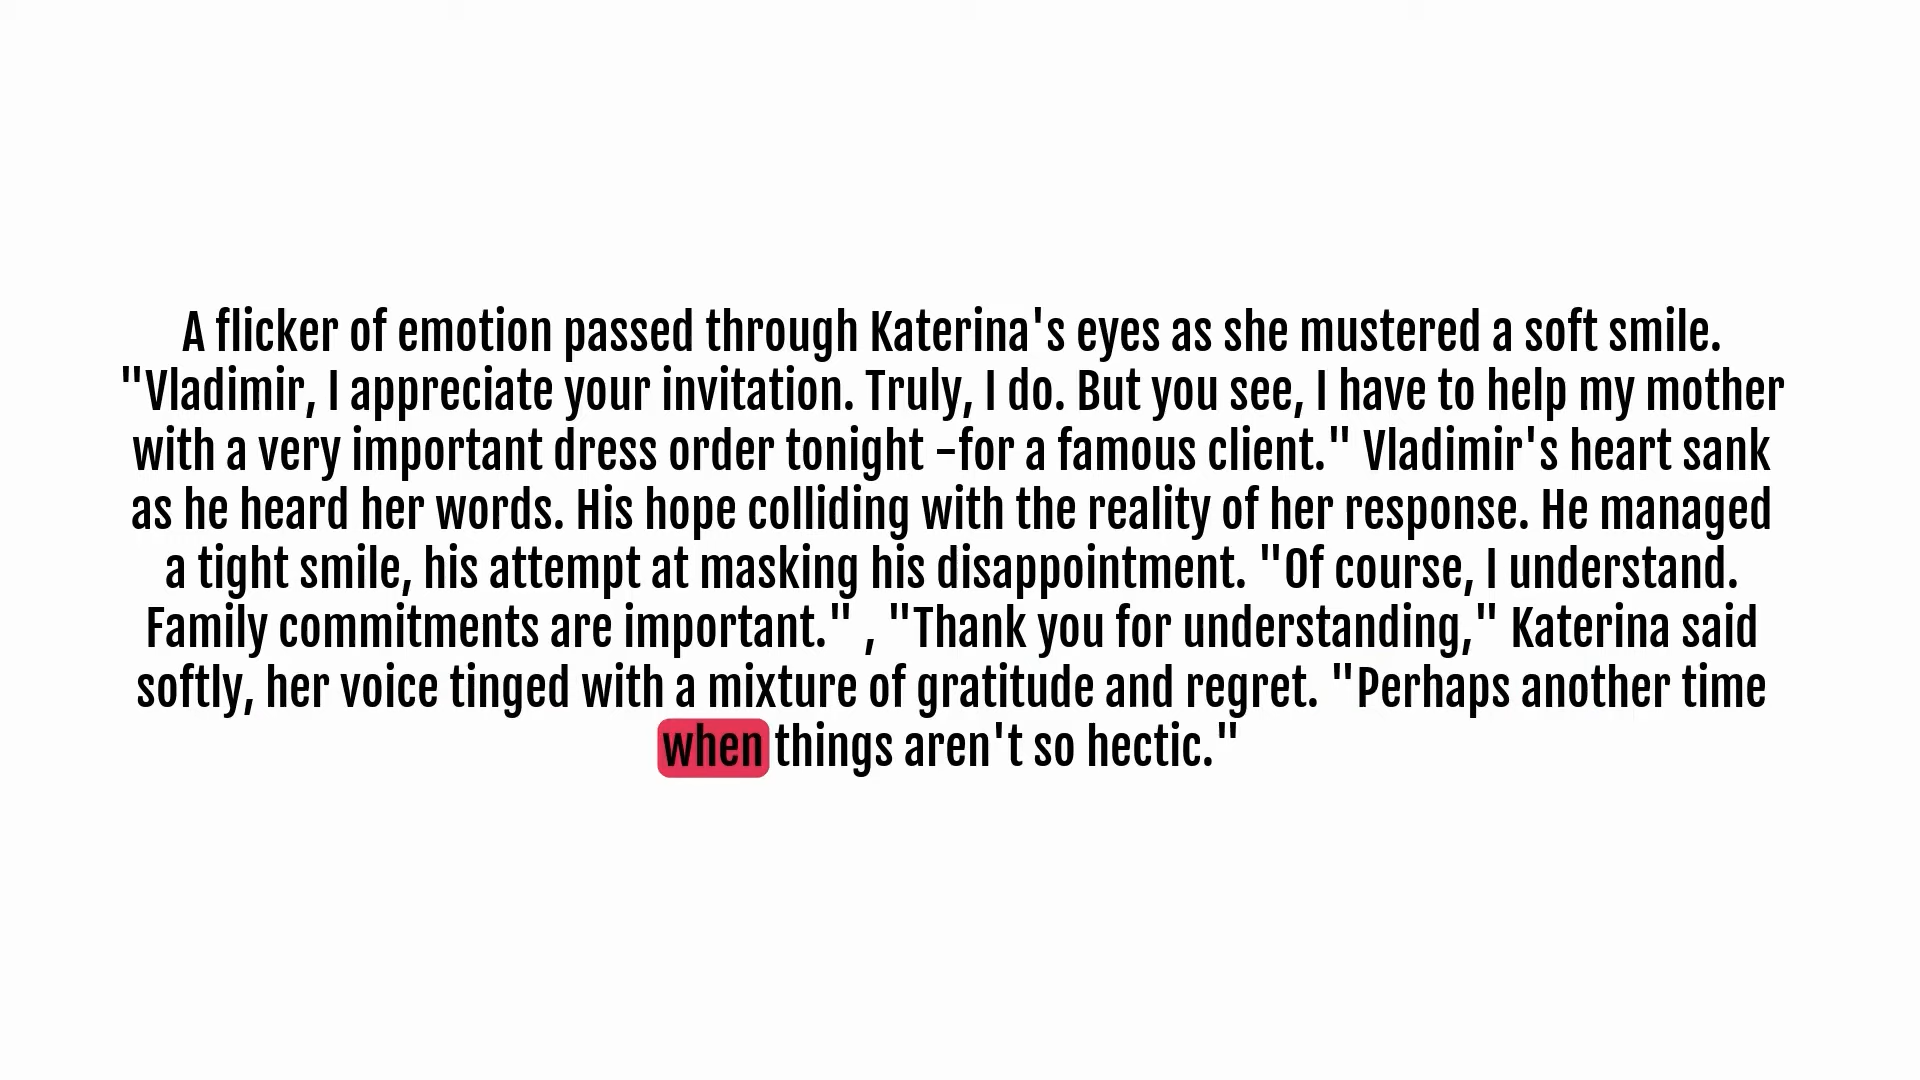 A flicker of emotion passed through Katerina's eyes as she mustered a soft smile.
"Vladimir, I appreciate your invitation. Truly, I do. But you see, I have to help my mother
with a very important dress order tonight -for a famous client." Vladimir's heart sank
as he heard her words. His hope colliding with the reality of her response. He managed
a tight smile, his attempt at masking his disappointment. "Of course, I understand.
Family commitments are important." , "Thank you for understanding," Katerina said
softly, her voice tinged with a mixture of gratitude and regret. "Perhaps another time
when things aren't so hectic."